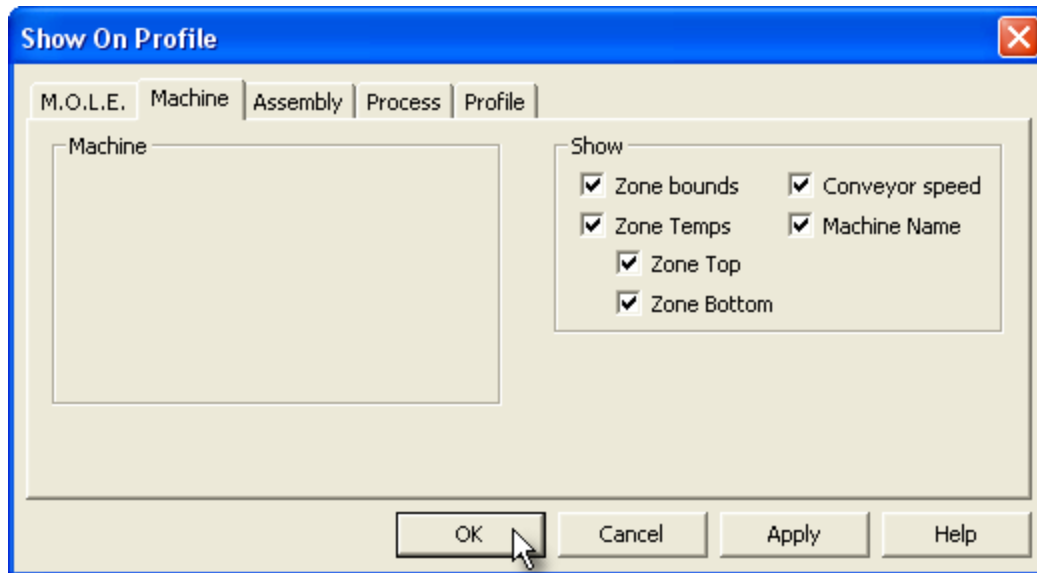 Show On Profile
M.O.L.E. Machine Assembly Process Profile
Machine
Show
Zone bounds Conveyor speed
Zone Temps Machine Name
Zone Top
Zone Bottom
OK Cancel Apply Help